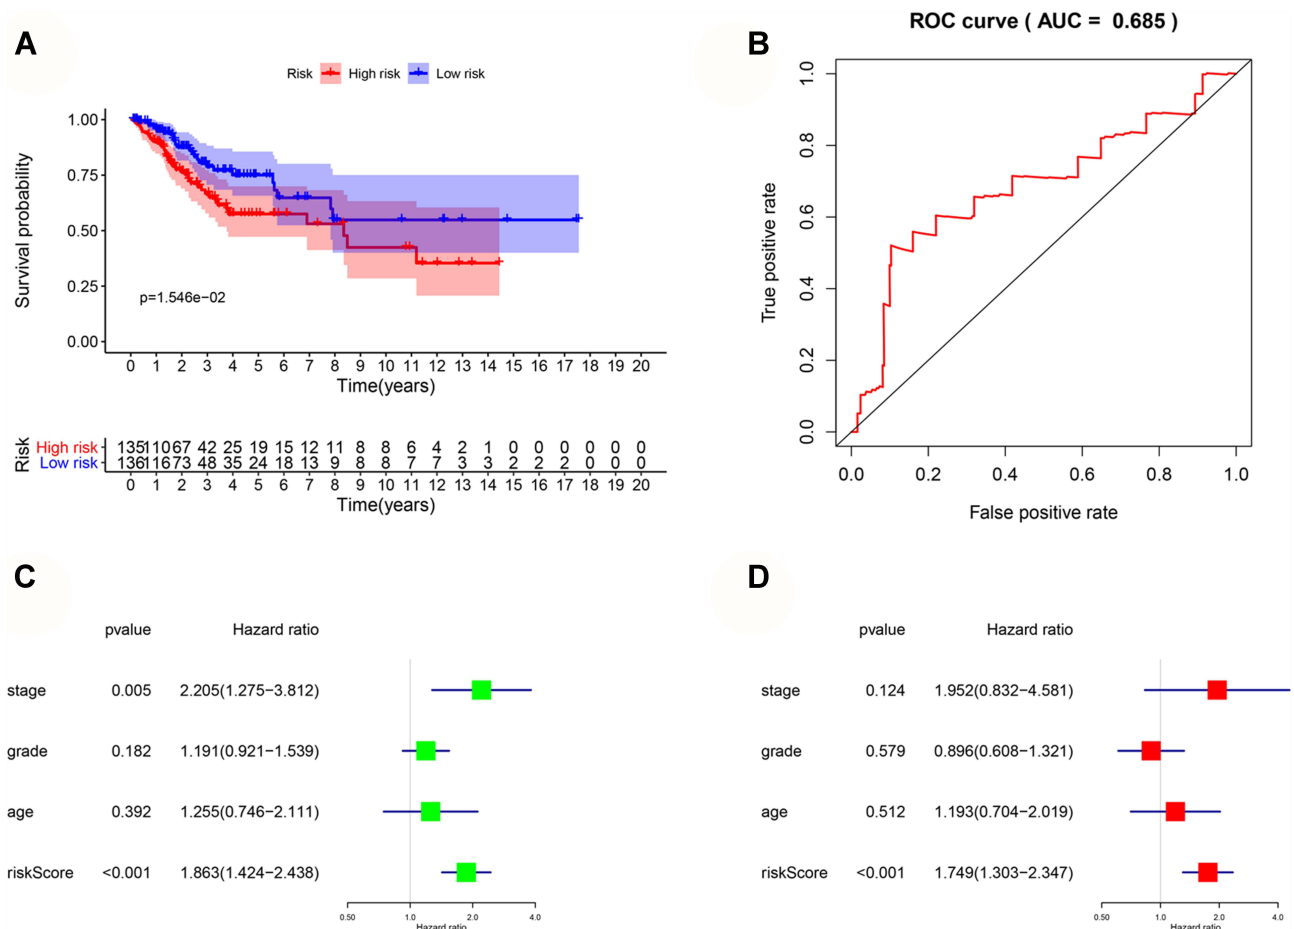 A
Risk High risk Low risk
Survival probability
1.00
0.75
0.50
0.25
0.00
p=1.546e−02
0 1 2 3 4 5 6 7 8 9 10 11 12 13 14 15 16 17 18 19 20
Time(years)
Risk
High risk 135 110 67 42 25 19 15 12 11 8 8 6 4 2 1 0 0 0 0 0 0
Low risk 136 116 73 48 35 24 18 13 9 8 8 7 7 3 3 2 2 2 0 0 0
0 1 2 3 4 5 6 7 8 9 10 11 12 13 14 15 16 17 18 19 20
Time(years)
B
ROC curve ( AUC = 0.685 )
True positive rate
1.0
0.8
0.6
0.4
0.2
0.0
0.0 0.2 0.4 0.6 0.8 1.0
False positive rate
C
pvalue Hazard ratio
stage 0.005 2.205(1.275−3.812)
grade 0.182 1.191(0.921−1.539)
age 0.392 1.255(0.746−2.111)
riskScore <0.001 1.863(1.424−2.438)
0.50 1.0 2.0 4.0
Hazard ratio
D
pvalue Hazard ratio
stage 0.124 1.952(0.832−4.581)
grade 0.579 0.896(0.608−1.321)
age 0.512 1.193(0.704−2.019)
riskScore <0.001 1.749(1.303−2.347)
0.50 1.0 2.0 4.0
Hazard ratio